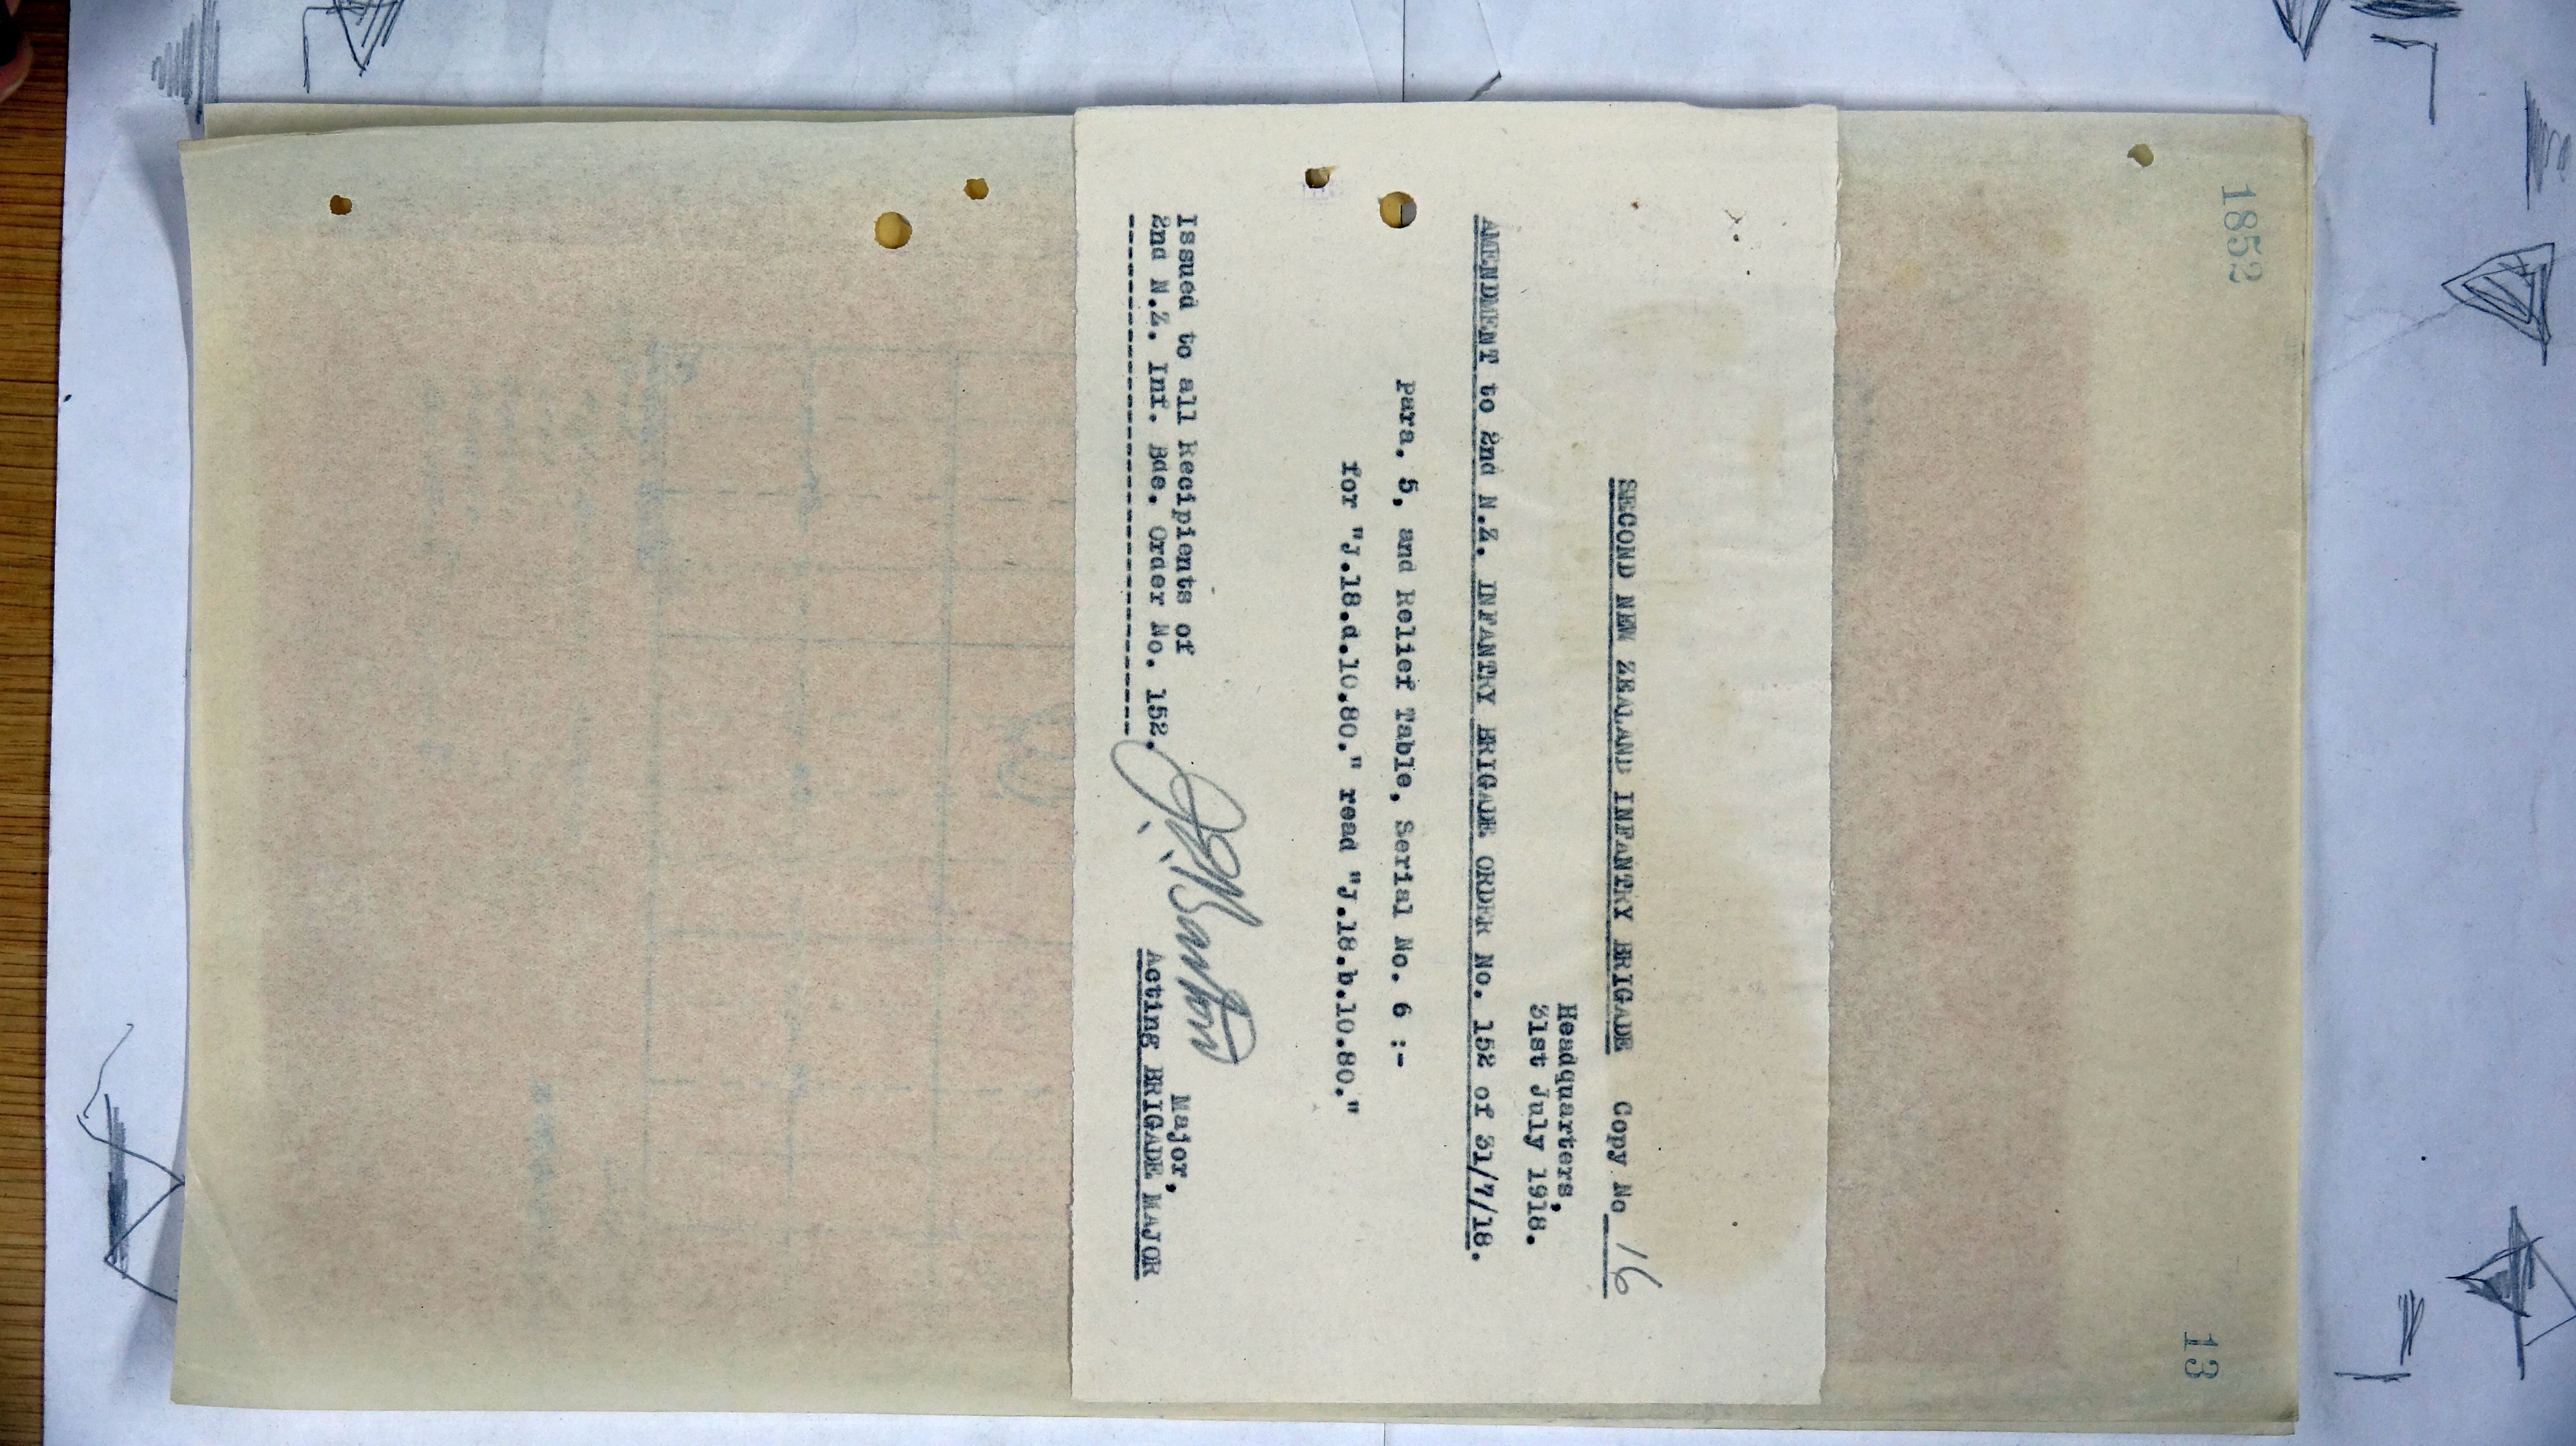 1852
13
SECOND NEW ZEALAND INFANTRY BRIGADE Copy No 16
Headquarters,
31st July 1918.
AMENDMENT to 2nd N.Z. INFANTRY BRIGADE ORDER No. 152 of 31/7/18.
para. 5, and Relief Table, Serial No. 6 :-
for "J.18.d.10.80." read "J.18.b.10.80."
Major,
Issued to all Recipients of
2nd N.Z. Inf. Bde. Order No. 152. Acting BRIGADE MAJOR